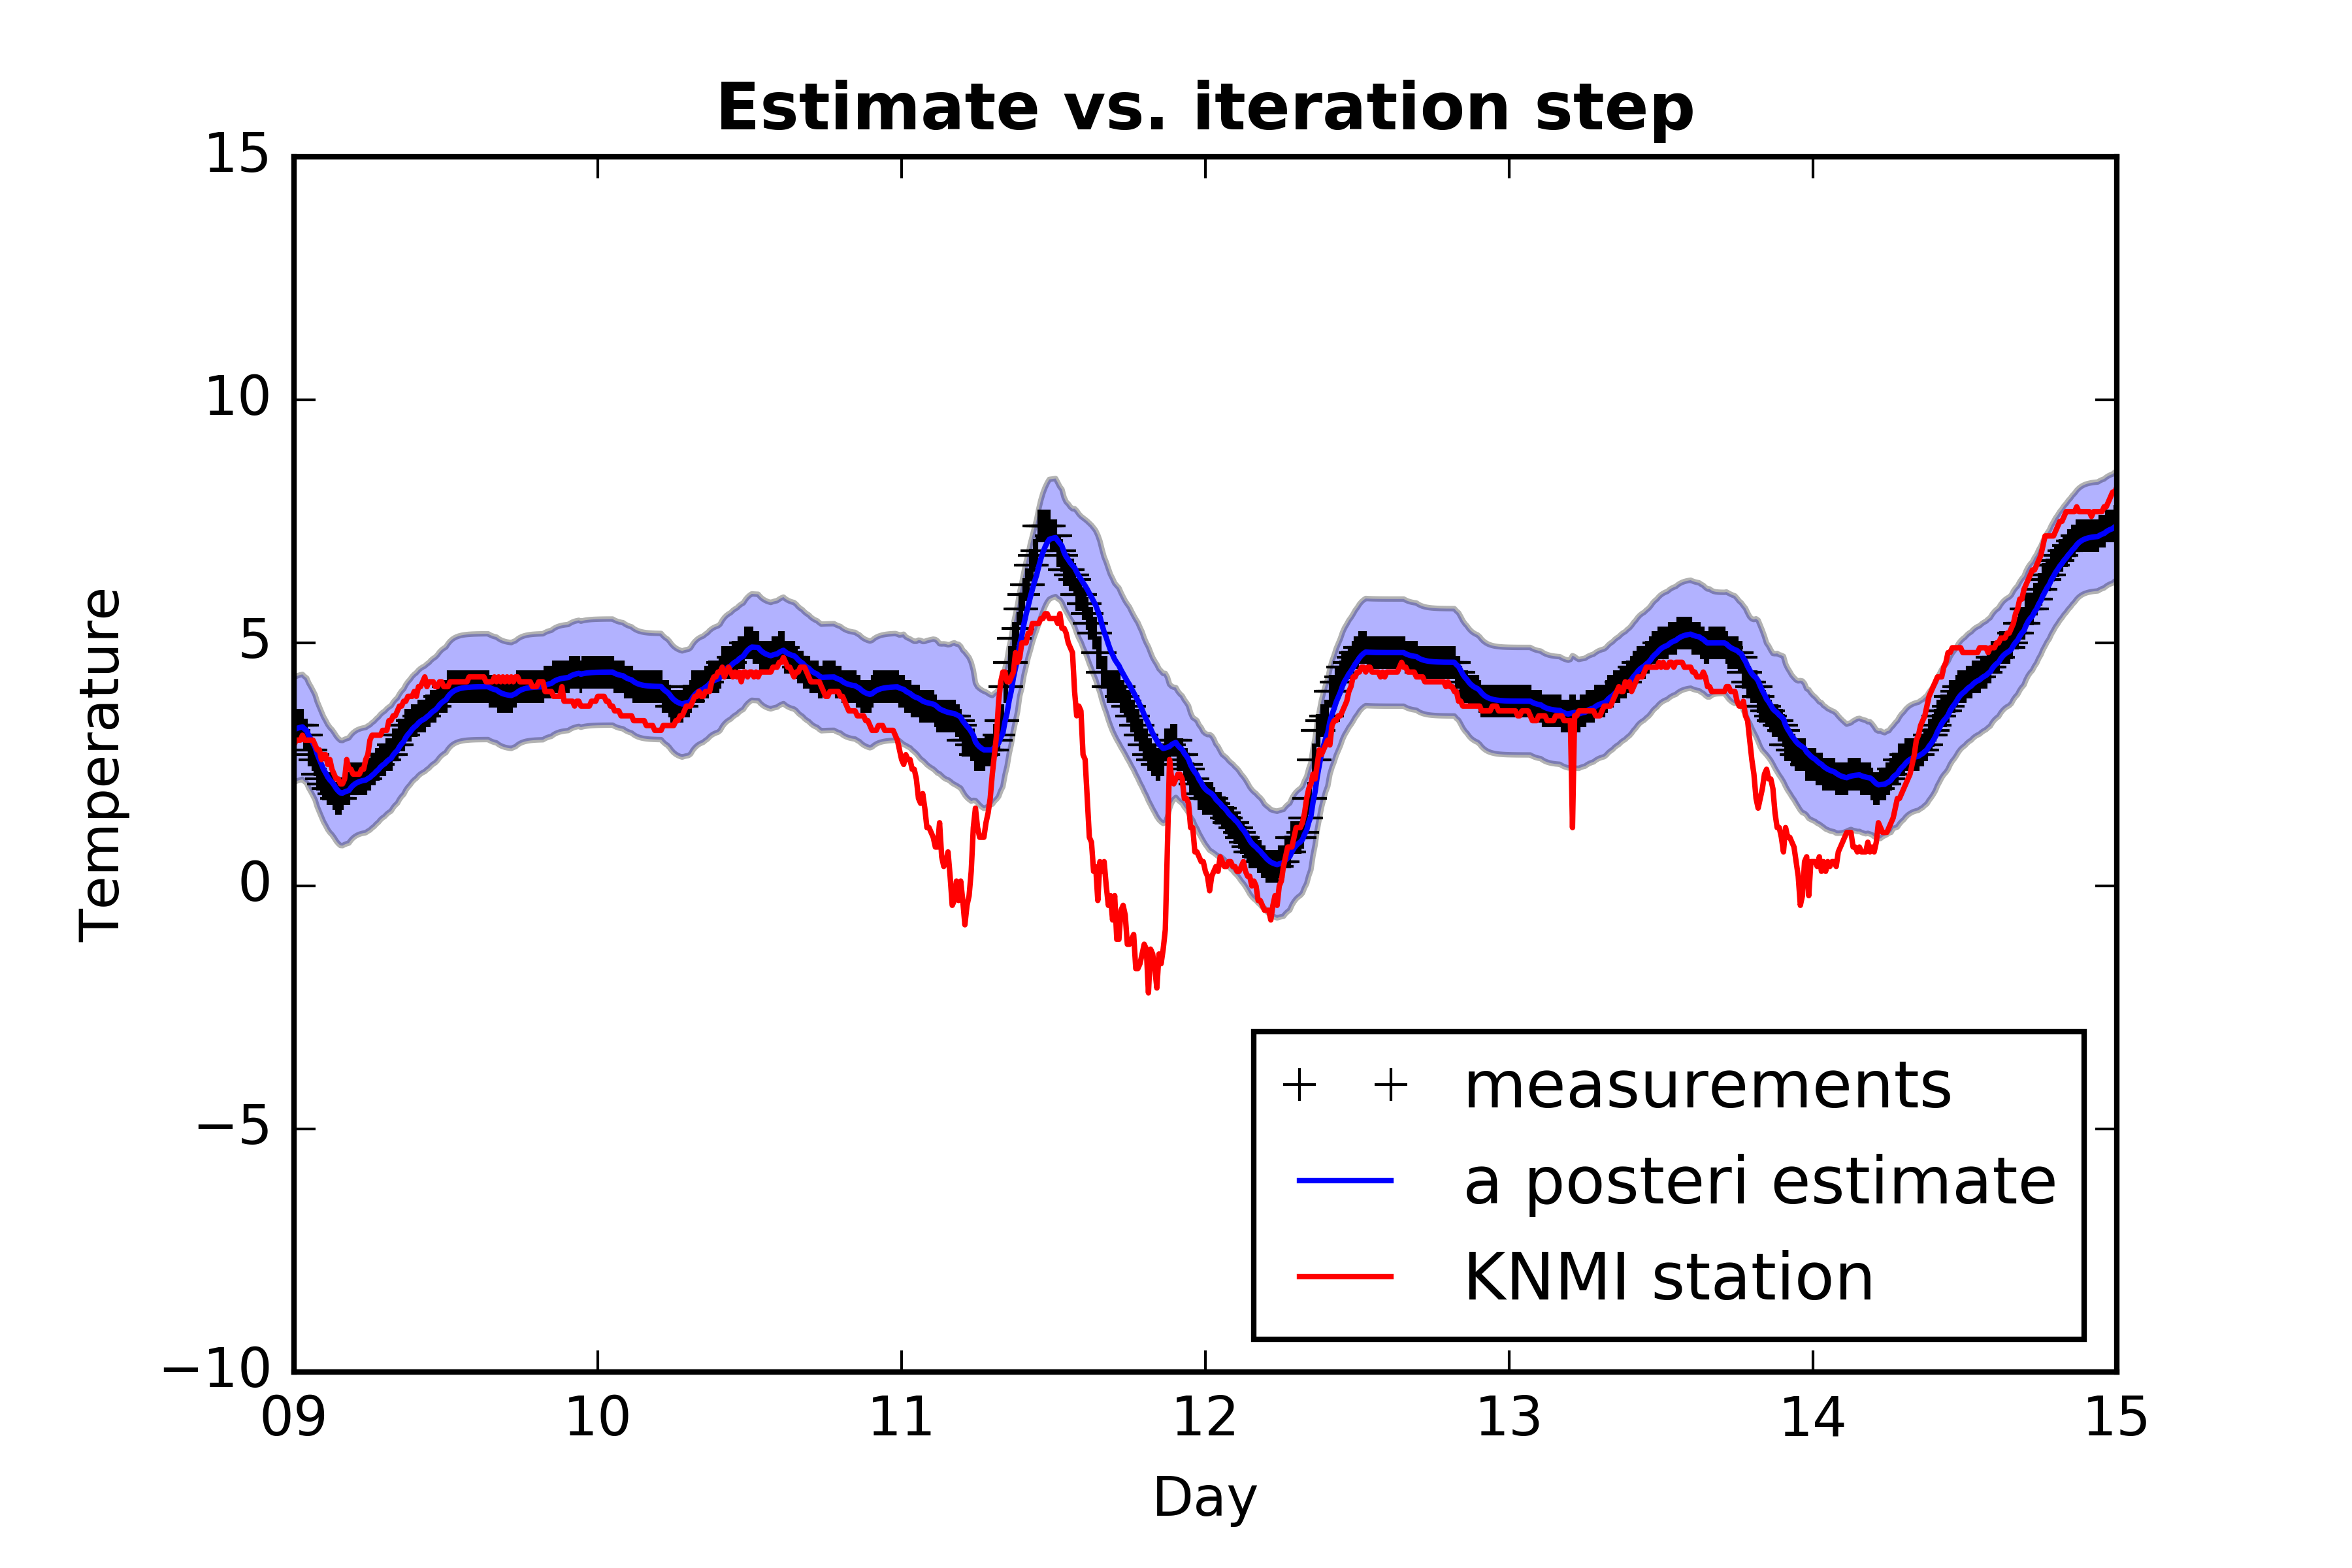 Estimate vs. iteration step
15
10
5
0
−5
−10
Temperature
measurements
a posteri estimate
KNMI station
09 10 11 12 13 14 15
Day